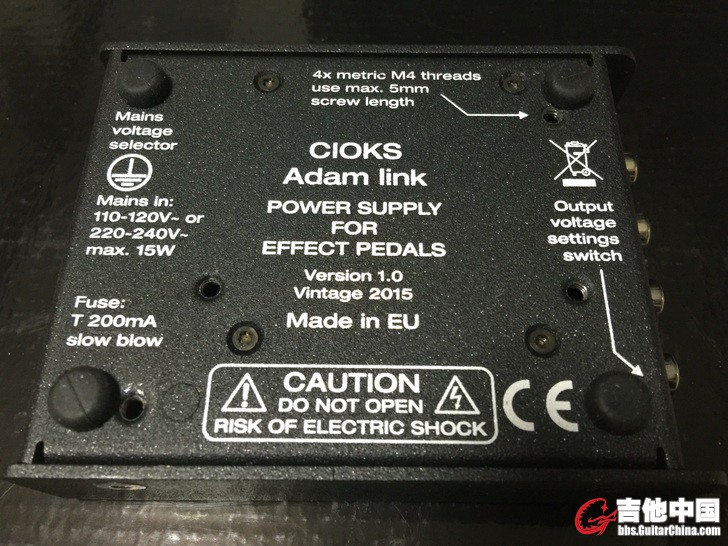 4x metric M4 threads
use max. 5mm
screw length
Mains
voltage
selector
CIOKS
Adam link
Mains in:
110-120V~ or
220-240V~
max. 15W
POWER SUPPLY
FOR
EFFECT PEDALS
Output
voltage
settings
switch
Version 1.0
Vintage 2015
Made in EU
Fuse:
T 200mA
slow blow
CAUTION
DO NOT OPEN
RISK OF ELECTRIC SHOCK
CE
吉他中国
bbs.GuitarChina.com